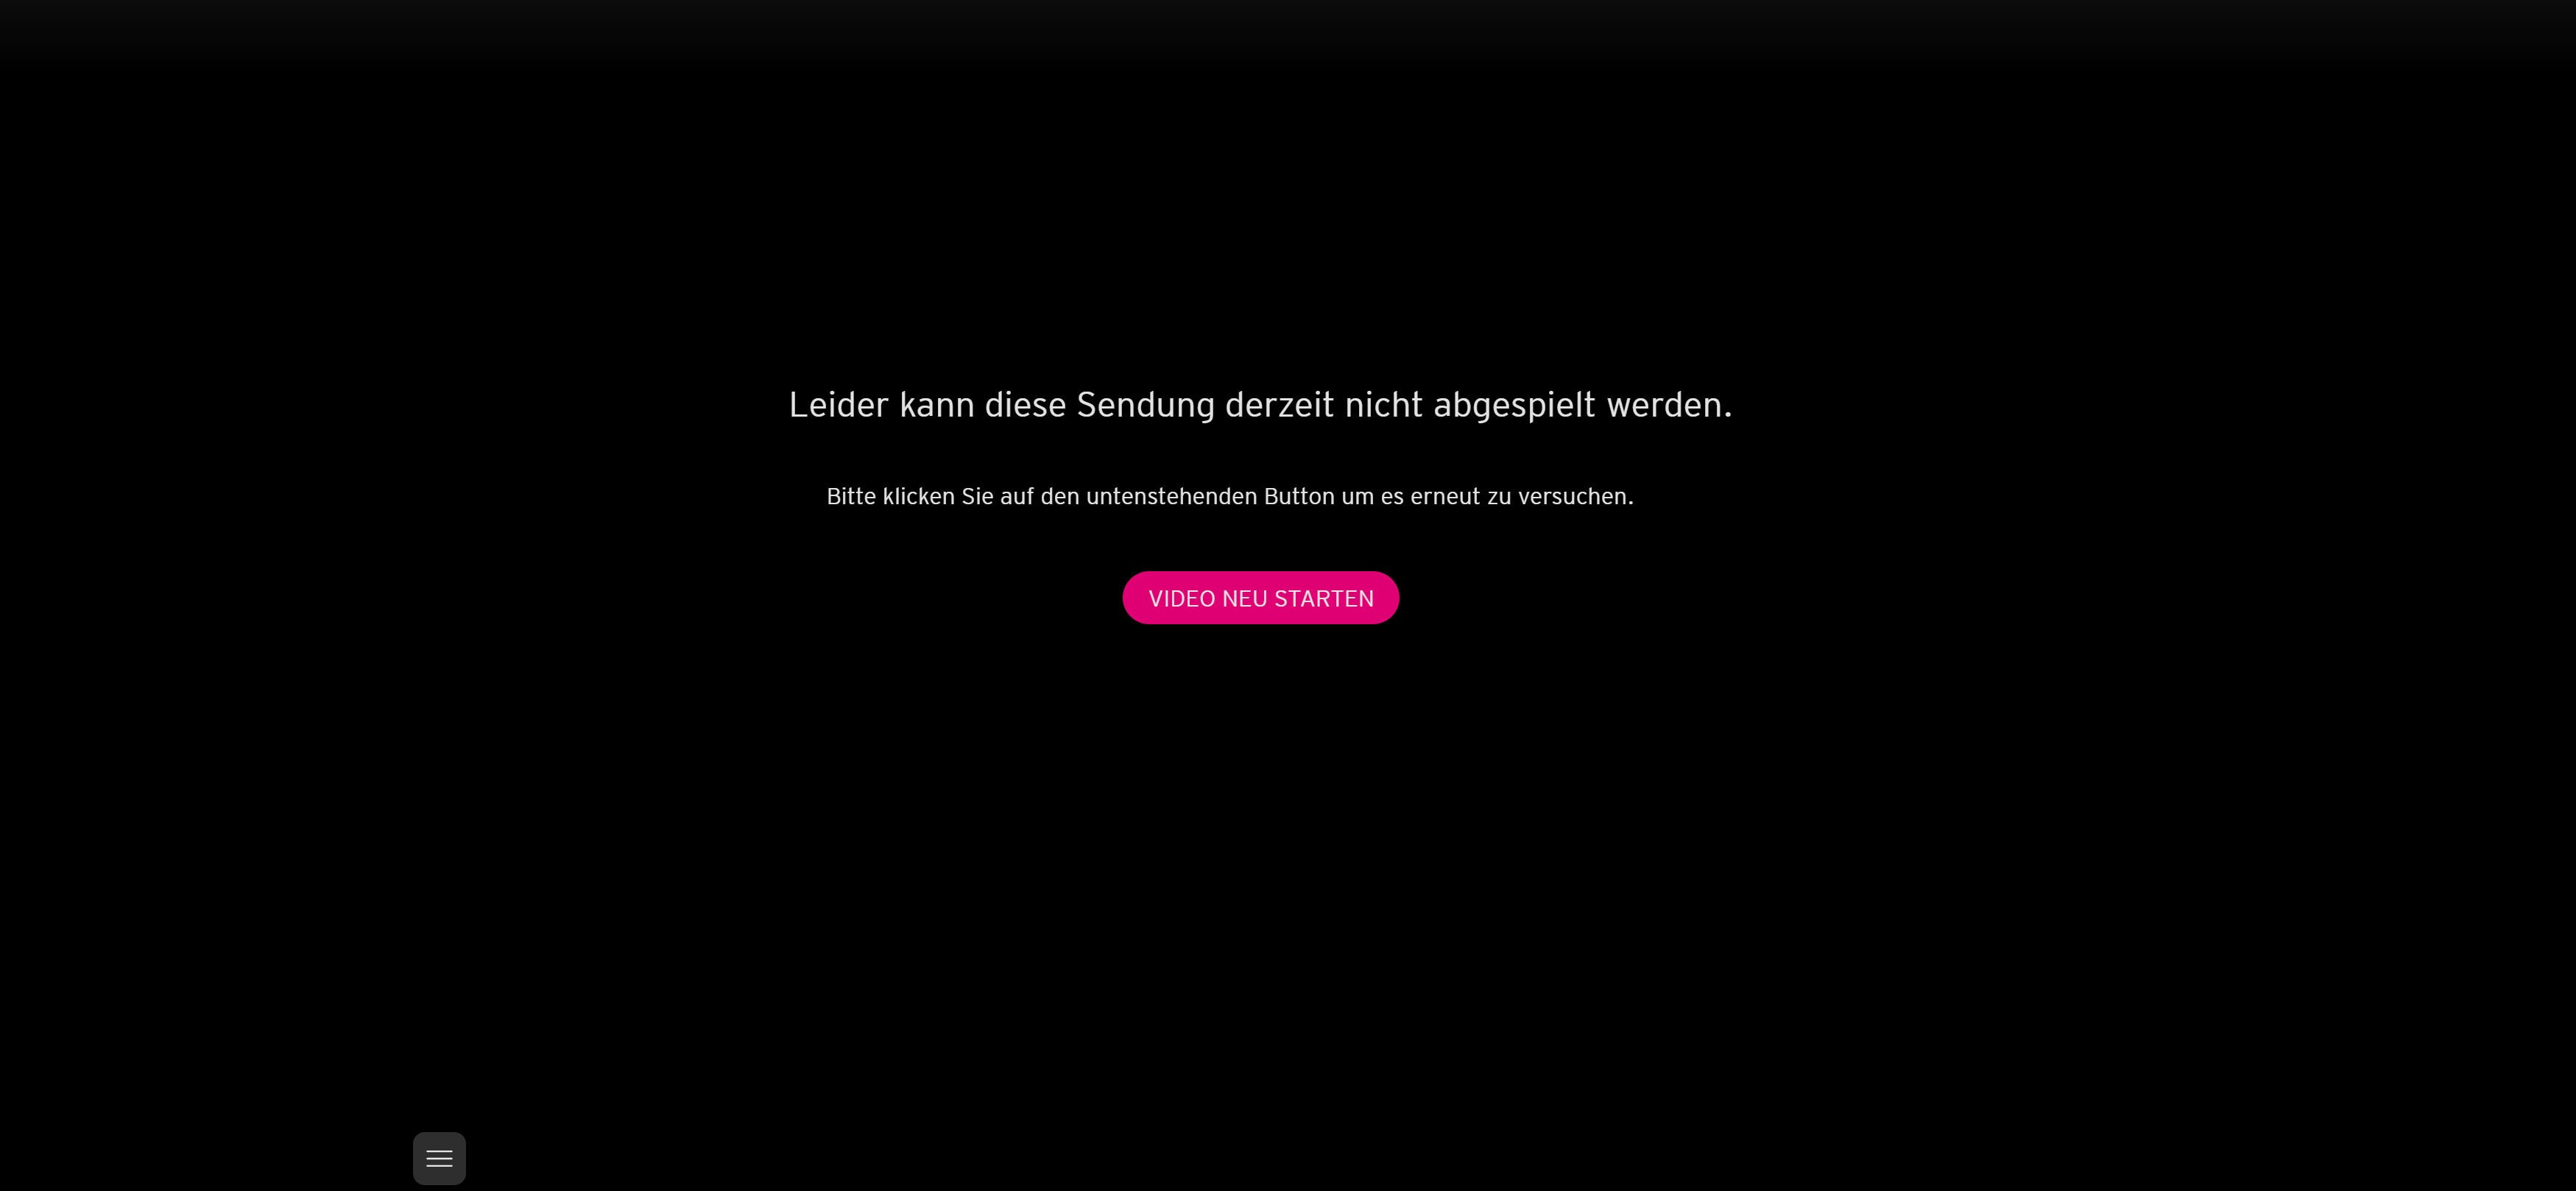 Leider kann diese Sendung derzeit nicht abgespielt werden.
Bitte klicken Sie auf den untenstehenden Button um es erneut zu versuchen.
VIDEO NEU STARTEN